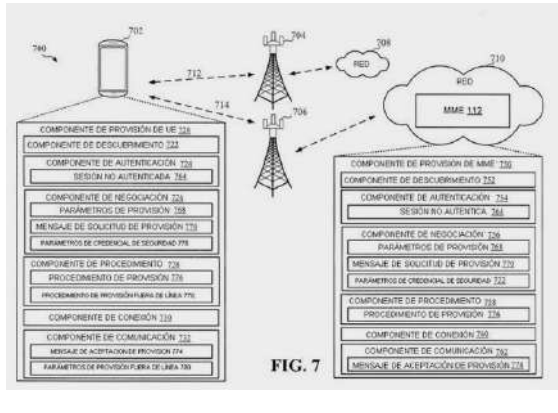 702
700
704
708
RED
712
714
706
710
RED
MME 112
COMPONENTE DE PROVISIÓN DE UE
COMPONENTE DE DESCUBRIMIENTO 722
COMPONENTE DE AUTENTICACIÓN 724
SESIÓN NO AUTENTICADA 764
COMPONENTE DE NEGOCIACIÓN 726
PARÁMETROS DE PROVISIÓN 768
MENSAJE DE SOLICITUD DE PROVISIÓN 770
PARÁMETROS DE CREDENCIAL DE SEGURIDAD
COMPONENTE DE PROCEDIMIENTO 728
PROCEDIMIENTO DE PROVISIÓN 776
PROCEDIMIENTO DE PROVISIÓN FUERA DE LÍNEA
COMPONENTE DE CONEXIÓN 730
COMPONENTE DE COMUNICACIÓN 732
MENSAJE DE ACEPTACION DE PROVISION 774
PARÁMETROS DE PROVISIÓN FUERA DE LÍNEA 780
COMPONENTE DE PROVISIÓN DE MME 750
COMPONENTE DE DESCUBRIMIENTO 752
COMPONENTE DE AUTENTICACIÓN 754
SESIÓN NO AUTENTICA 764
COMPONENTE DE NEGOCIACIÓN 756
PARÁMETROS DE PROVISIÓN 768
MENSAJE DE SOLICITUD DE PROVISIÓN 770
PARÁMETROS DE CREDENCIAL DE SEGURIDAD
COMPONENTE DE PROCEDIMIENTO 758
PROCEDIMIENTO DE PROVISIÓN 776
COMPONENTE DE CONEXIÓN 760
COMPONENTE DE COMUNICACIÓN 762
MENSAJE DE ACEPTACIÓN DE PROVISIÓN 774
FIG. 7